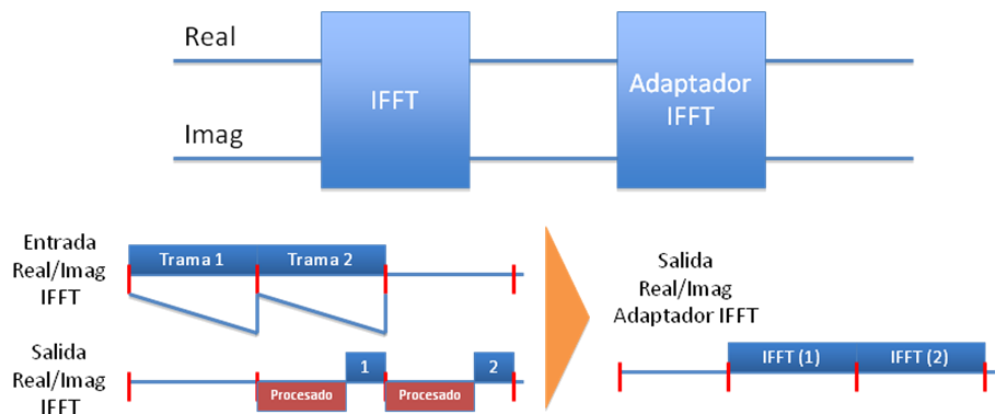 Real
IFFT
Adaptador
IFFT
Imag
Entrada
Real/Imag
IFFT
Trama 1
Trama 2
Salida
Real/Imag
IFFT
Procesado
1
Procesado
2
Salida
Real/Imag
Adaptador IFFT
IFFT (1)
IFFT (2)